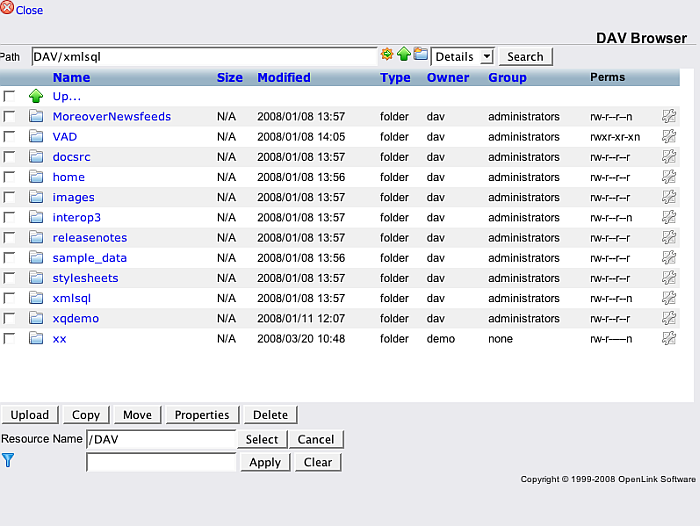 Close
DAV Browser
Path DAV/xmlsql Details Search
Name Size Modified Type Owner Group Perms
Up...
MoreoverNewsfeeds N/A 2008/01/08 13:57 folder dav administrators rw-r--r--n
VAD N/A 2008/01/08 14:05 folder dav administrators rwxr-xr-xn
docsrc N/A 2008/01/08 13:57 folder dav administrators rw-r--r--r
home N/A 2008/01/08 13:56 folder dav administrators rw-r--r--r
images N/A 2008/01/08 13:57 folder dav administrators rw-r--r--r
interop3 N/A 2008/01/08 13:57 folder dav administrators rw-r--r--n
releasenotes N/A 2008/01/08 13:57 folder dav administrators rw-r--r--r
sample_data N/A 2008/01/08 13:56 folder dav administrators rw-r--r--r
stylesheets N/A 2008/01/08 13:57 folder dav administrators rw-r--r--r
xmlsql N/A 2008/01/08 13:57 folder dav administrators rw-r--r--n
xqdemo N/A 2008/01/11 12:07 folder dav administrators rw-r--r--r
xx N/A 2008/03/20 10:48 folder demo none rw-r-----n
Upload Copy Move Properties Delete
Resource Name /DAV Select Cancel
Apply Clear
Copyright © 1999-2008 OpenLink Software